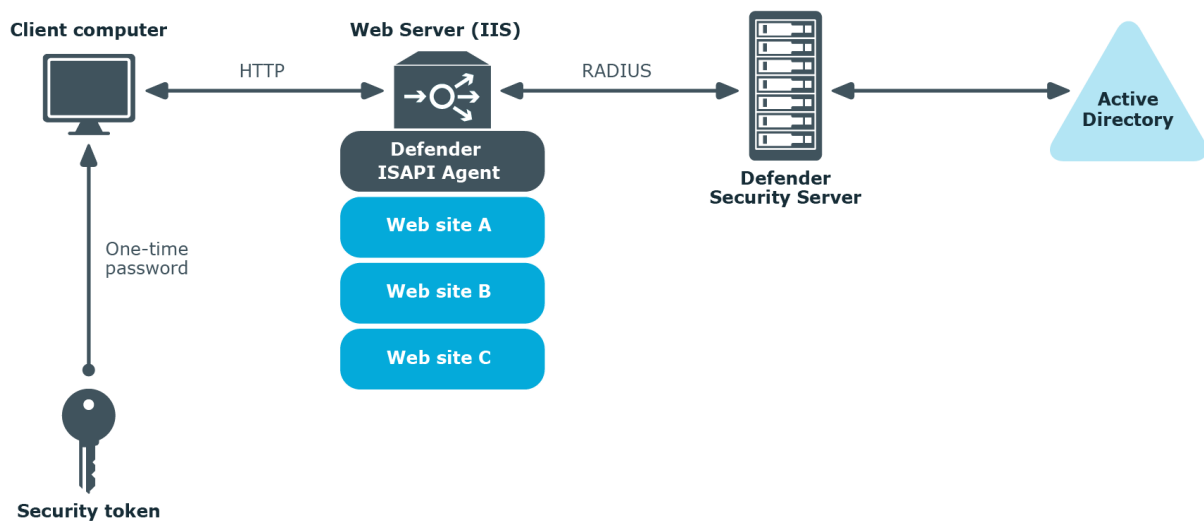 Client computer
Web Server (IIS)
HTTP
RADIUS
Active
Directory
Defender
ISAPI Agent
Defender
Security Server
Web site A
One-time
password
Web site B
Web site C
Security token